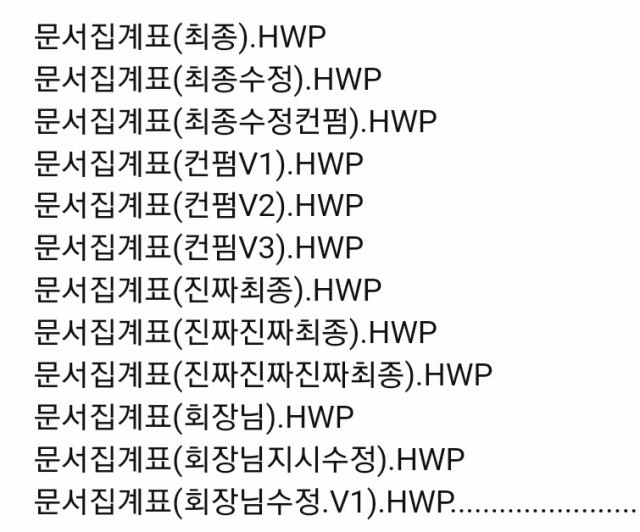 문서집계표(최종).HWP
문서집계표(최종수정).HWP
문서집계표(최종수정컨펌).HWP
문서집계표(컨펌V1).HWP
문서집계표(컨펌V2).HWP
문서집계표(컨핌V3).HWP
문서집계표(진짜최종).HWP
문서집계표(진짜진짜최종).HWP
문서집계표(진짜진짜진짜최종).HWP
문서집계표(회장님).HWP
문서집계표(회장님지시수정).HWP
문서집계표(회장님수정.V1).HWP.......................